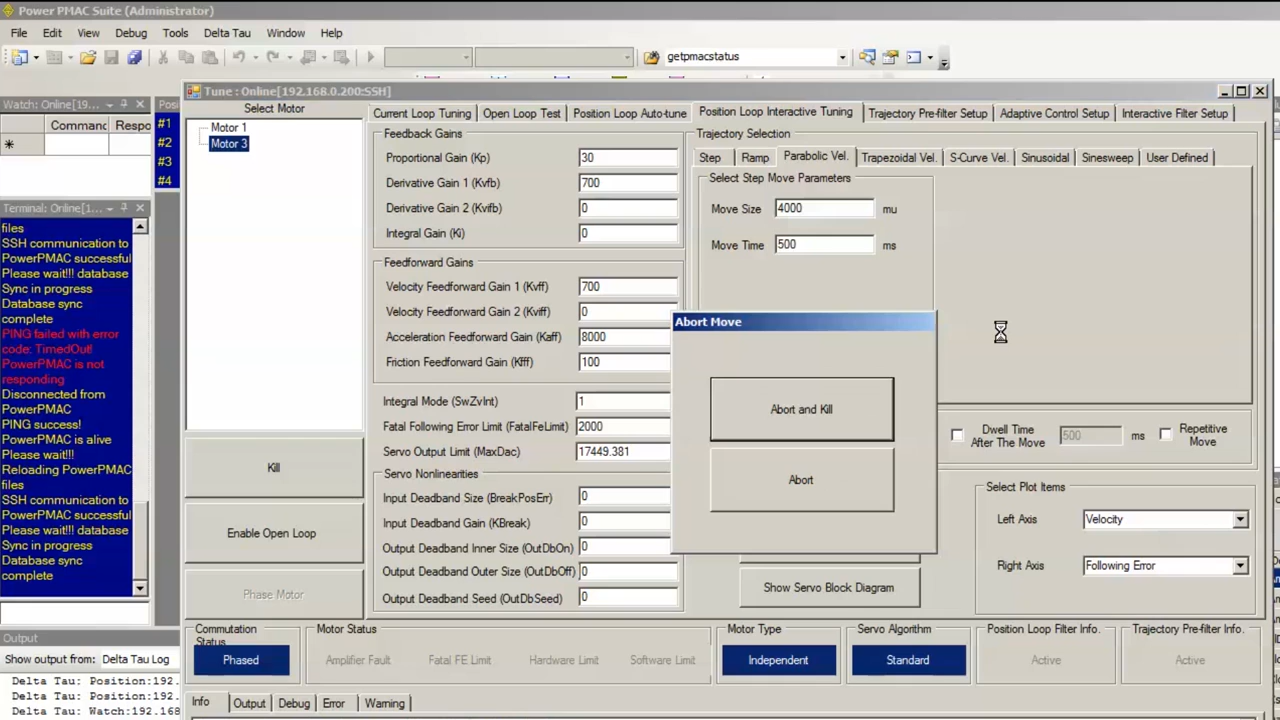 Power PMAC Suite (Administrator)
File Edit View Debug Tools Delta Tau Window Help
getpmacstatus
Watch: Online[19...
Posi
Comman Respo
#1
#2
#3
#4
Terminal: Online[1...
files
SSH communication to
PowerPMAC successful
Please wait!!! database
Sync in progress
Database sync
complete
PING failed with error
code: TimedOut!
PowerPMAC is not
responding
Disconnected from
PowerPMAC
PING success!
PowerPMAC is alive
Please wait!!!
Reloading PowerPMAC
files
SSH communication to
PowerPMAC successful
Please wait!!! database
Sync in progress
Database sync
complete
Output
Show output from: Delta Tau Log
Delta Tau: Position:192.
Delta Tau: Position:192.
Delta Tau: Watch:192.168
Tune : Online[192.168.0.200:SSH]
Select Motor
Motor 1
Motor 3
Kill
Enable Open Loop
Phase Motor
Current Loop Tuning Open Loop Test Position Loop Auto-tune Position Loop Interactive Tuning Trajectory Pre-filter Setup Adaptive Control Setup Interactive Filter Setup
Feedback Gains
Proportional Gain (Kp) 30
Derivative Gain 1 (Kvfb) 700
Derivative Gain 2 (Kvifb) 0
Integral Gain (Ki) 0
Feedforward Gains
Velocity Feedforward Gain 1 (Kvff) 700
Velocity Feedforward Gain 2 (Kviff) 0
Acceleration Feedforward Gain (Kaff) 8000
Friction Feedforward Gain (Kfff) 100
Integral Mode (SwZvInt) 1
Fatal Following Error Limit (FatalFeLimit) 2000
Servo Output Limit (MaxDac) 17449.381
Servo Nonlinearities
Input Deadband Size (BreakPosErr) 0
Input Deadband Gain (KBreak) 0
Output Deadband Inner Size (OutDbOn) 0
Output Deadband Outer Size (OutDbOff) 0
Output Deadband Seed (OutDbSeed) 0
Trajectory Selection
Step Ramp Parabolic Vel. Trapezoidal Vel. S-Curve Vel. Sinusoidal Sinesweep User Defined
Select Step Move Parameters
Move Size 4000 mu
Move Time 500 ms
Abort Move
Abort and Kill
Abort
Dwell Time
After The Move 500 ms
Repetitive
Move
Select Plot Items
Left Axis Velocity
Right Axis Following Error
Show Servo Block Diagram
Commutation
Status
Phased
Motor Status
Amplifier Fault Fatal FE Limit Hardware Limit Software Limit
Motor Type
Independent
Servo Algorithm
Standard
Position Loop Filter Info.
Active
Trajectory Pre-filter Info.
Active
Info Output Debug Error Warning